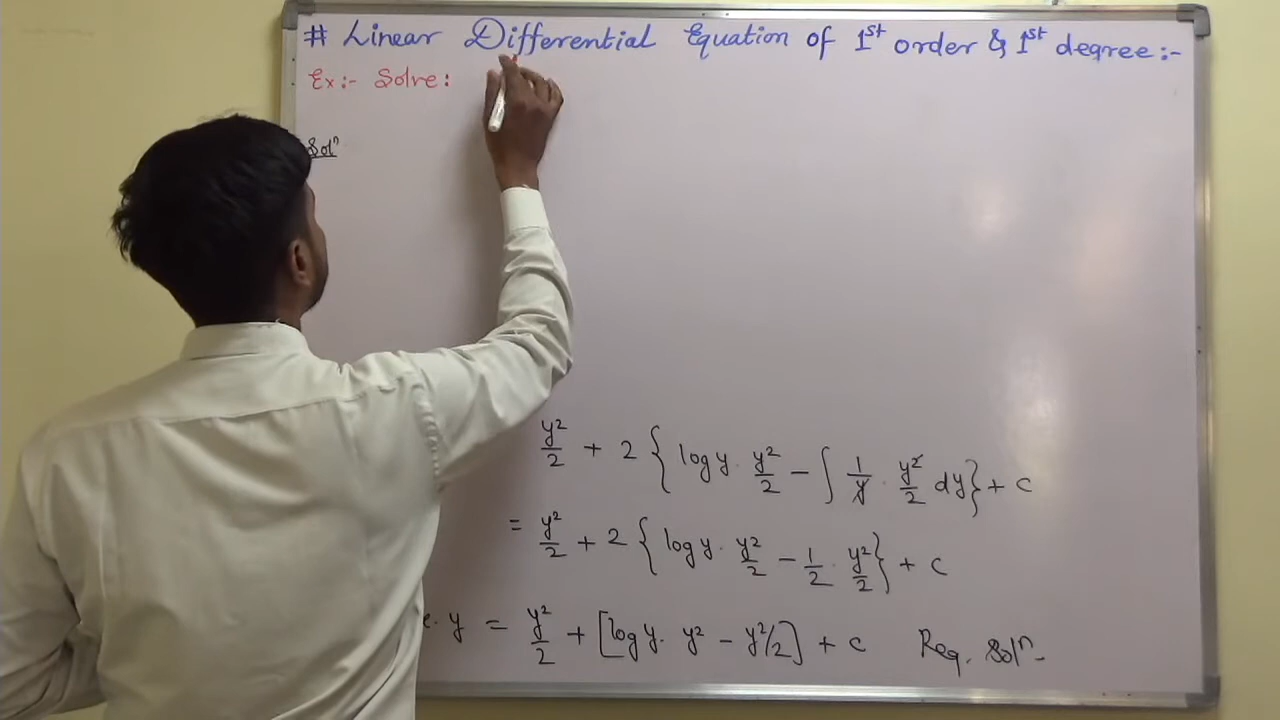 # Linear Differential Equation of 1st order & 1st degree :-
Ex:- Solve:
Solⁿ
y²/2 + 2 { log y. y²/2 - ∫ 1/y . y²/2 dy } + c
= y²/2 + 2 { log y. y²/2 - 1/2 . y²/2 } + c
. y = y²/2 + [ log y. y² - y²/2 ] + c Req. Solⁿ-